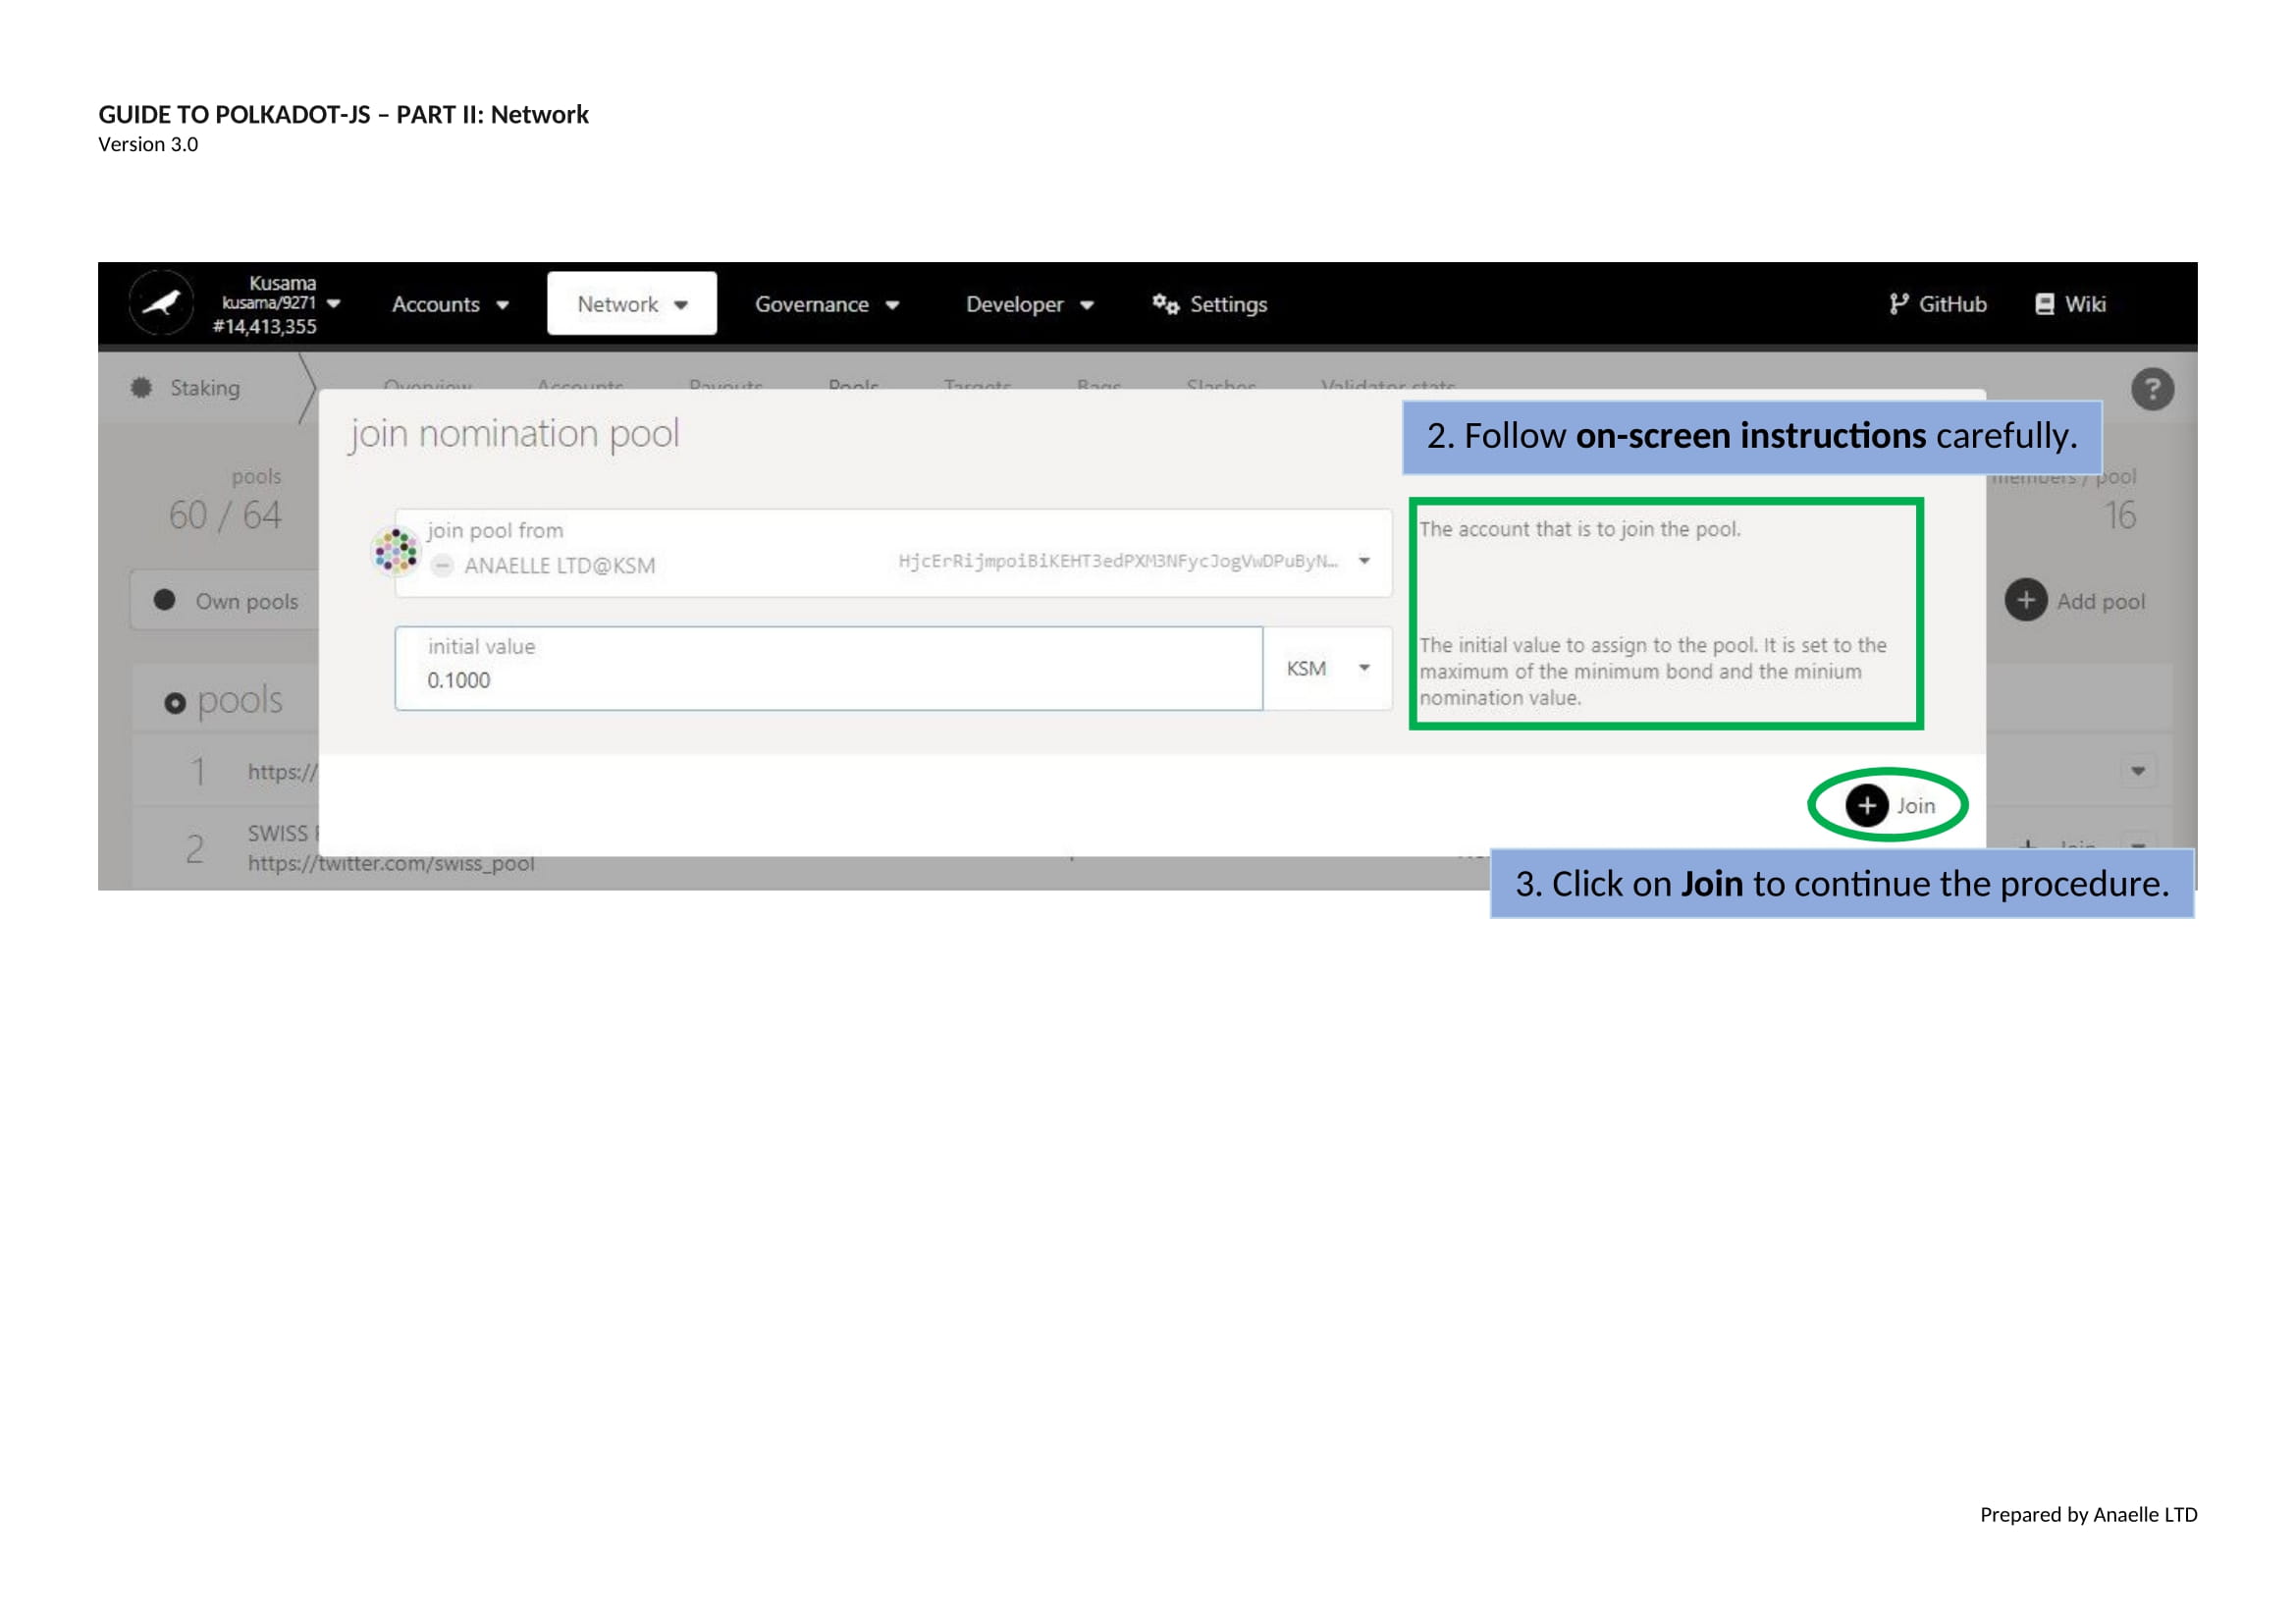 GUIDE TO POLKADOT-JS – PART II: Network
Version 3.0
Kusama
kusama/9271
#14,413,355
Accounts
Network
Governance
Developer
Settings
GitHub
Wiki
Staking
Overview
Accounts
Payouts
Pools
Targets
Bags
Slashes
Validator stats
?
join nomination pool
2. Follow on-screen instructions carefully.
pools
60 / 64
members / pool
16
join pool from
ANAELLE LTD@KSM
HjcErRijmpoiBiKEHT3edPXM3NFycJogVwDPuByN…
The account that is to join the pool.
Own pools
Add pool
initial value
0.1000
KSM
The initial value to assign to the pool. It is set to the
maximum of the minimum bond and the minium
nomination value.
pools
1
https://
Join
2
SWISS
https://twitter.com/swiss_pool
Join
3. Click on Join to continue the procedure.
Prepared by Anaelle LTD